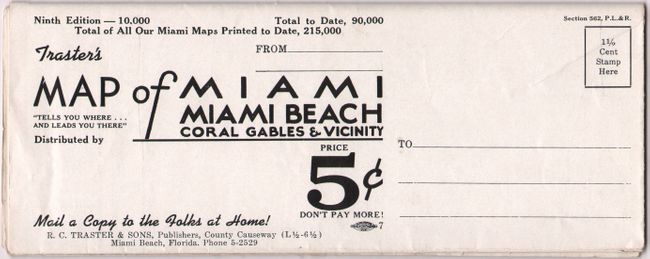 Ninth Edition — 10,000 Total to Date, 90,000
Total of All Our Miami Maps Printed to Date, 215,000
Section 562, P.L.&R.
1½
Cent
Stamp
Here
Traster's
FROM
MAP of MIAMI
MIAMI BEACH
CORAL GABLES & VICINITY
"TELLS YOU WHERE . . .
AND LEADS YOU THERE"
Distributed by
PRICE
5¢
DON'T PAY MORE!
7
TO
Mail a Copy to the Folks at Home!
R. C. TRASTER & SONS, Publishers, County Causeway (L½-6½)
Miami Beach, Florida. Phone 5-2529